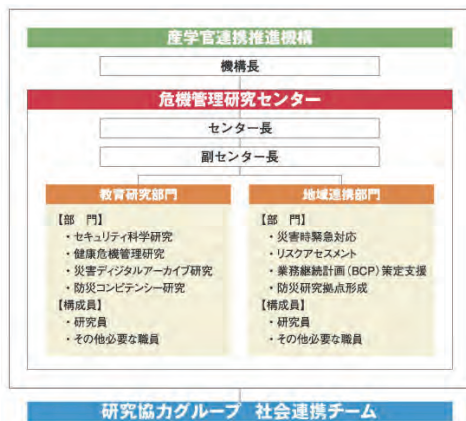 産学官連携推進機構
機構長
危機管理研究センター
センター長
副センター長
教育研究部門
【部　門】
・セキュリティ科学研究
・健康危機管理研究
・災害ディジタルアーカイブ研究
・防災コンピテンシー研究
【構成員】
・研究員
・その他必要な職員
地域連携部門
【部　門】
・災害時緊急対応
・リスクアセスメント
・業務継続計画(BCP)策定支援
・防災研究拠点形成
【構成員】
・研究員
・その他必要な職員
研究協力グループ　社会連携チーム